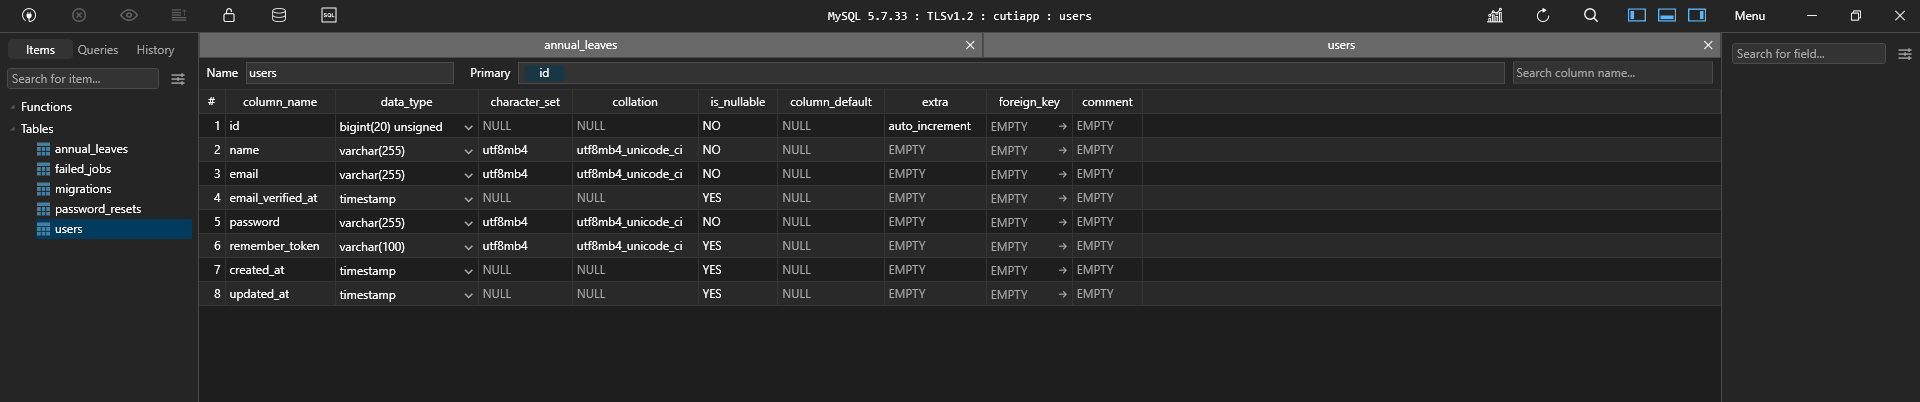 SQL MySQL 5.7.33 : TLSv1.2 : cutiapp : users Menu
Items Queries History
Search for item...
Functions
Tables
annual_leaves
failed_jobs
migrations
password_resets
users
annual_leaves users
Name users Primary id Search column name...
# column_name data_type character_set collation is_nullable column_default extra foreign_key comment
1 id bigint(20) unsigned NULL NULL NO NULL auto_increment EMPTY EMPTY
2 name varchar(255) utf8mb4 utf8mb4_unicode_ci NO NULL EMPTY EMPTY EMPTY
3 email varchar(255) utf8mb4 utf8mb4_unicode_ci NO NULL EMPTY EMPTY EMPTY
4 email_verified_at timestamp NULL NULL YES NULL EMPTY EMPTY EMPTY
5 password varchar(255) utf8mb4 utf8mb4_unicode_ci NO NULL EMPTY EMPTY EMPTY
6 remember_token varchar(100) utf8mb4 utf8mb4_unicode_ci YES NULL EMPTY EMPTY EMPTY
7 created_at timestamp NULL NULL YES NULL EMPTY EMPTY EMPTY
8 updated_at timestamp NULL NULL YES NULL EMPTY EMPTY EMPTY
Search for field...